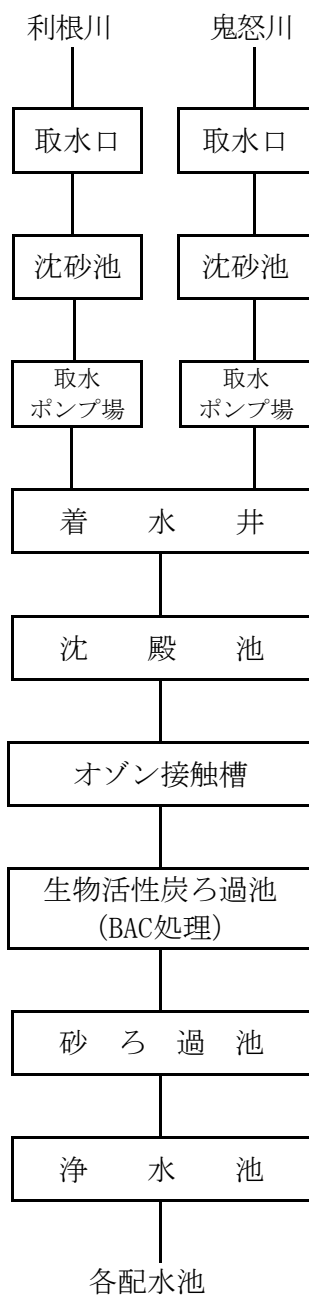 利根川 鬼怒川
取水口 取水口
沈砂池 沈砂池
取水 取水
ポンプ場 ポンプ場
着水井
沈殿池
オゾン接触槽
生物活性炭ろ過池
(BAC処理)
砂ろ過池
浄水池
各配水池